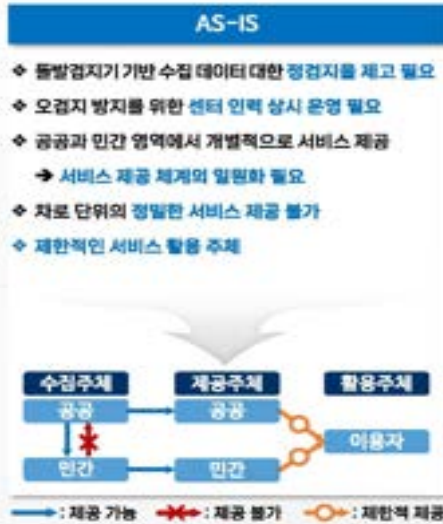 AS-IS
❖ 돌발검지기 기반 수집 데이터 대한 정검지율 제고 필요
❖ 오검지 방지를 위한 센터 인력 상시 운영 필요
❖ 공공과 민간 영역에서 개별적으로 서비스 제공
➔ 서비스 제공 체계의 일원화 필요
❖ 차로 단위의 정밀한 서비스 제공 불가
❖ 제한적인 서비스 활용 주체
수집주체 제공주체 활용주체
공공 공공
이용자
민간 민간
: 제공 가능 : 제공 불가 : 제한적 제공